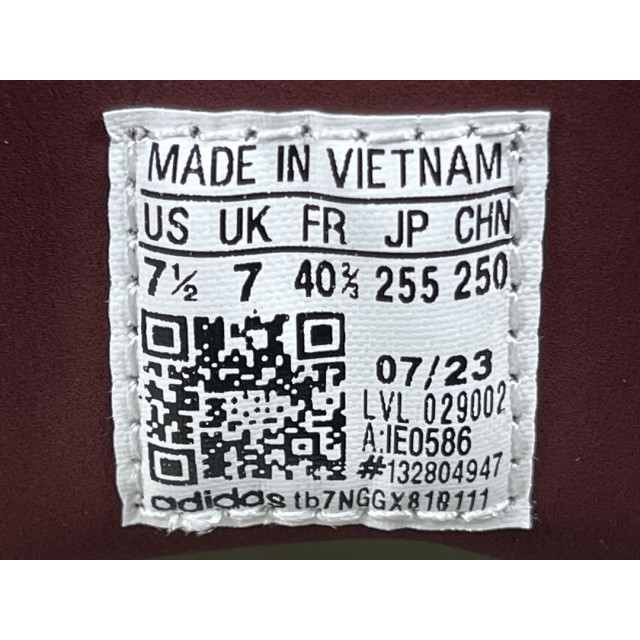 MADE IN VIETNAM
US UK FR JP CHN
7½ 7 40⅔ 255 250
07/23
LVL 029002
A:IE0586
#132804947
adidas tb7NGGX818111